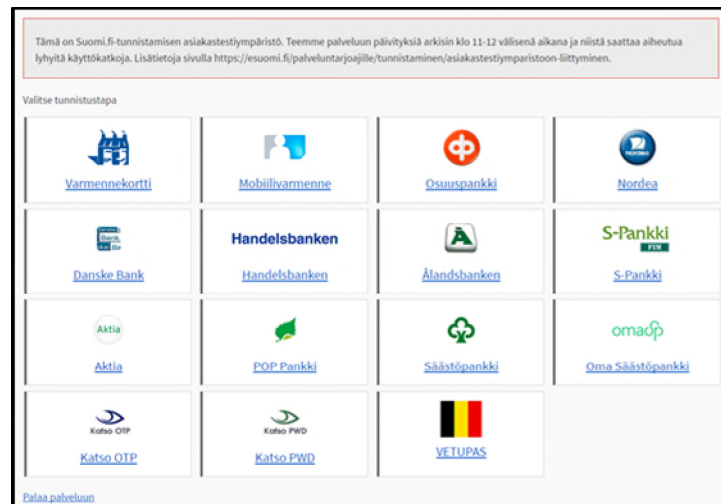 Tämä on Suomi.fi-tunnistamisen asiakastestiympäristö. Teemme palveluun päivityksiä arkisin klo 11-12 välisenä aikana ja niistä saattaa aiheutua
lyhyitä käyttökatkoja. Lisätietoja sivulla https://esuomi.fi/palveluntarjoajille/tunnistaminen/asiakastestiymparistoon-liittyminen.
Valitse tunnistustapa
Varmennekortti
Mobiilivarmenne
Osuuspankki
Nordea
Danske Bank
Handelsbanken
Handelsbanken
Ålandsbanken
S-Pankki
FIM
S-Pankki
Aktia
Aktia
POP Pankki
Säästöpankki
omasp
Oma Säästöpankki
Katso OTP
Katso OTP
Katso PWD
Katso PWD
VETUPAS
Palaa palveluun